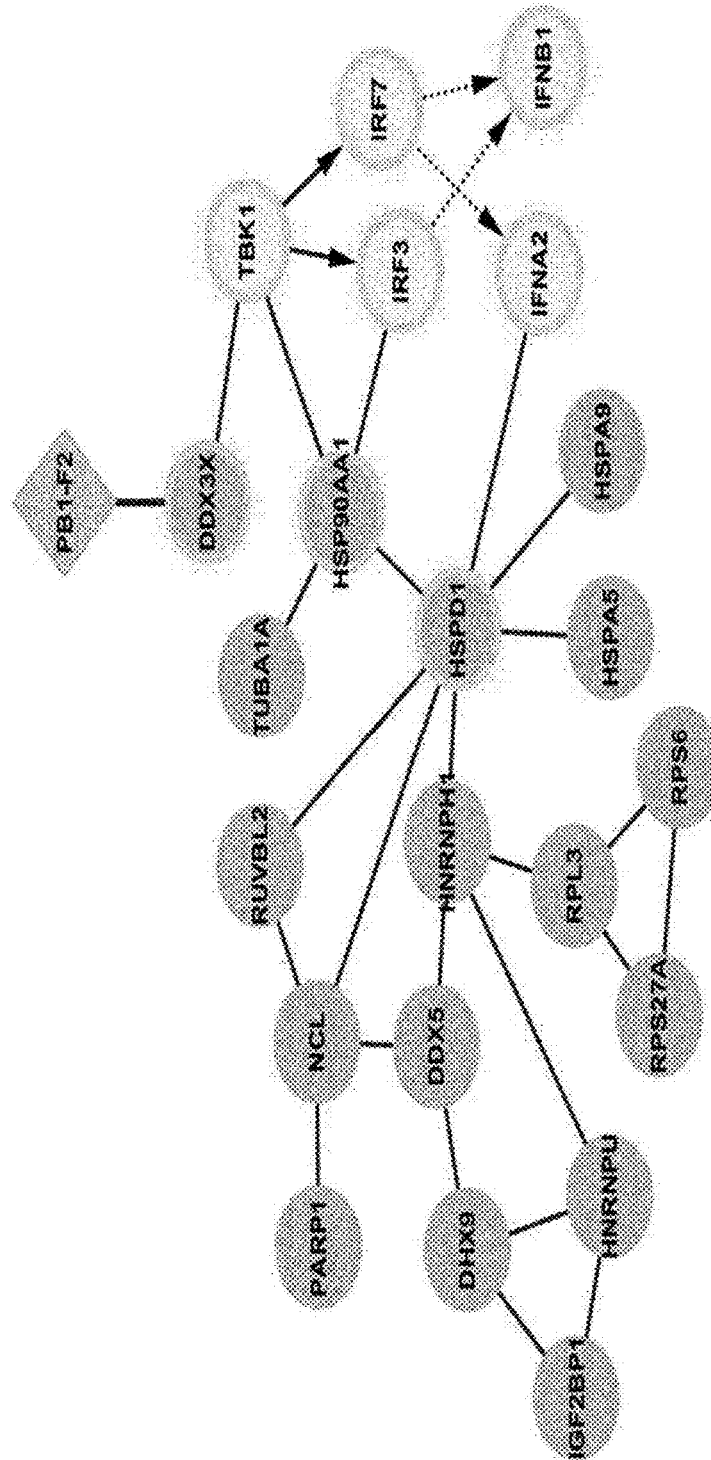 PB1-F2
DDX3X
TBK1
IRF7
IFNB1
IRF3
IFNA2
HSP90AA1
TUBA1A
HSPD1
HSPA9
HSPA5
RUVBL2
NCL
HNRNPH1
RPL3
RPS6
RPS27A
DDX5
PARP1
DHX9
HNRNPU
IGF2BP1